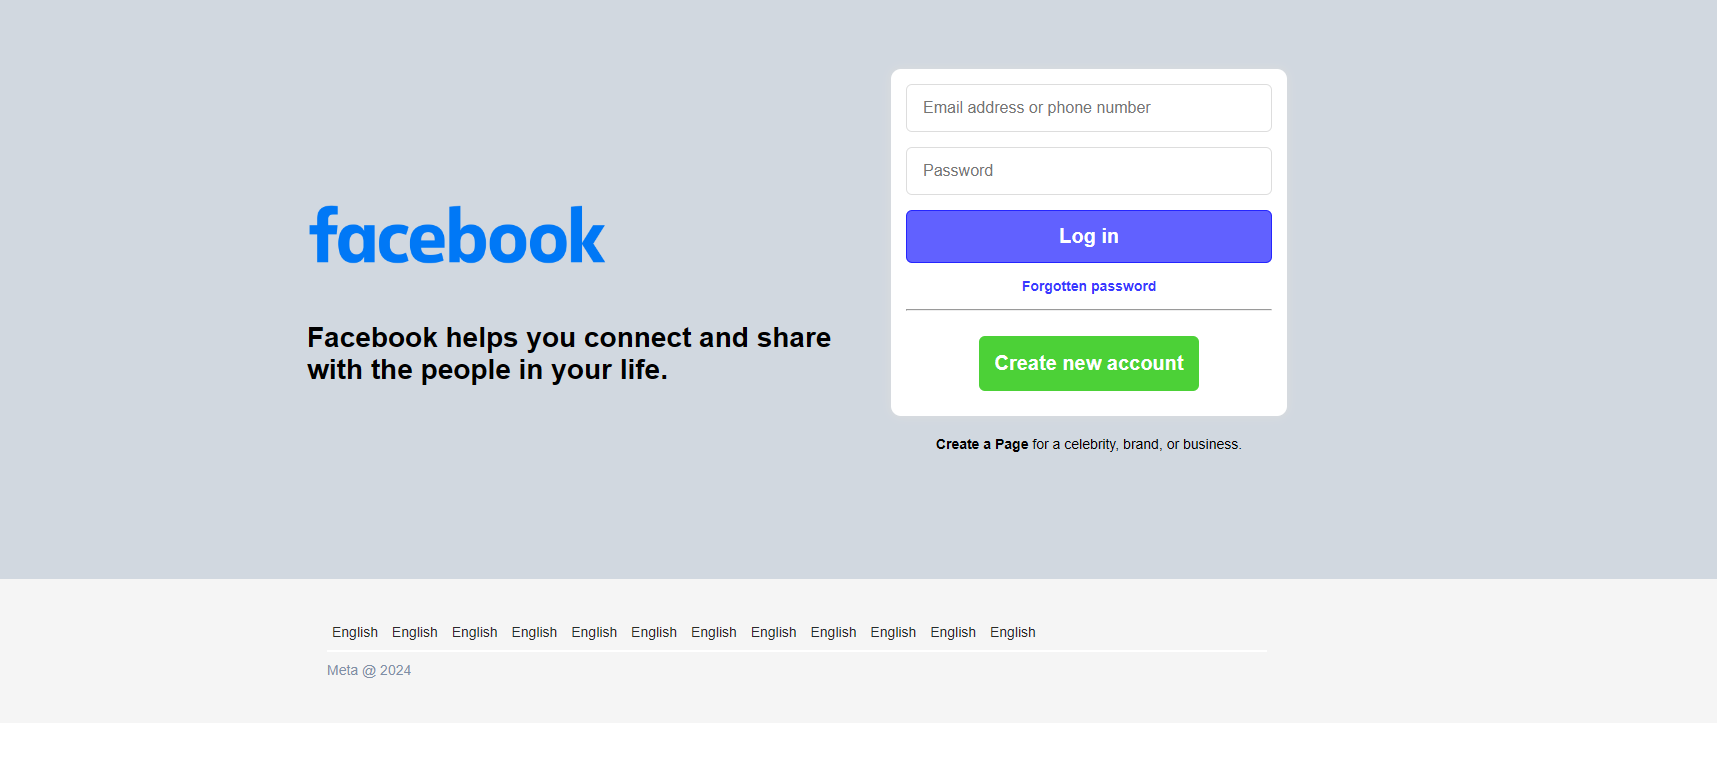 facebook
Facebook helps you connect and share
with the people in your life.
Email address or phone number
Password
Log in
Forgotten password
Create new account
Create a Page for a celebrity, brand, or business.
English English English English English English English English English English English English
Meta @ 2024